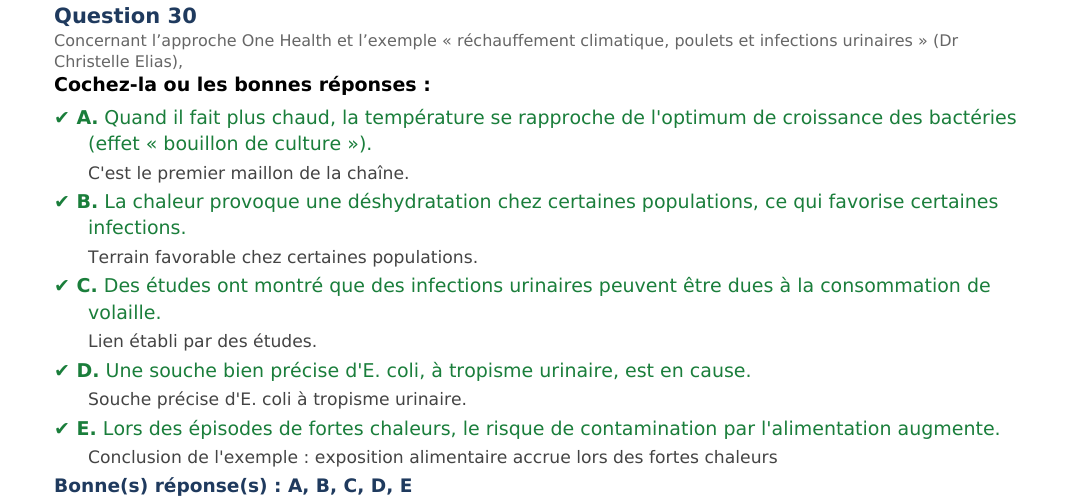 Question 30
Concernant l’approche One Health et l’exemple « réchauffement climatique, poulets et infections urinaires » (Dr
Christelle Elias),
Cochez-la ou les bonnes réponses :
✔ A. Quand il fait plus chaud, la température se rapproche de l'optimum de croissance des bactéries
(effet « bouillon de culture »).
C'est le premier maillon de la chaîne.
✔ B. La chaleur provoque une déshydratation chez certaines populations, ce qui favorise certaines
infections.
Terrain favorable chez certaines populations.
✔ C. Des études ont montré que des infections urinaires peuvent être dues à la consommation de
volaille.
Lien établi par des études.
✔ D. Une souche bien précise d'E. coli, à tropisme urinaire, est en cause.
Souche précise d'E. coli à tropisme urinaire.
✔ E. Lors des épisodes de fortes chaleurs, le risque de contamination par l'alimentation augmente.
Conclusion de l'exemple : exposition alimentaire accrue lors des fortes chaleurs
Bonne(s) réponse(s) : A, B, C, D, E